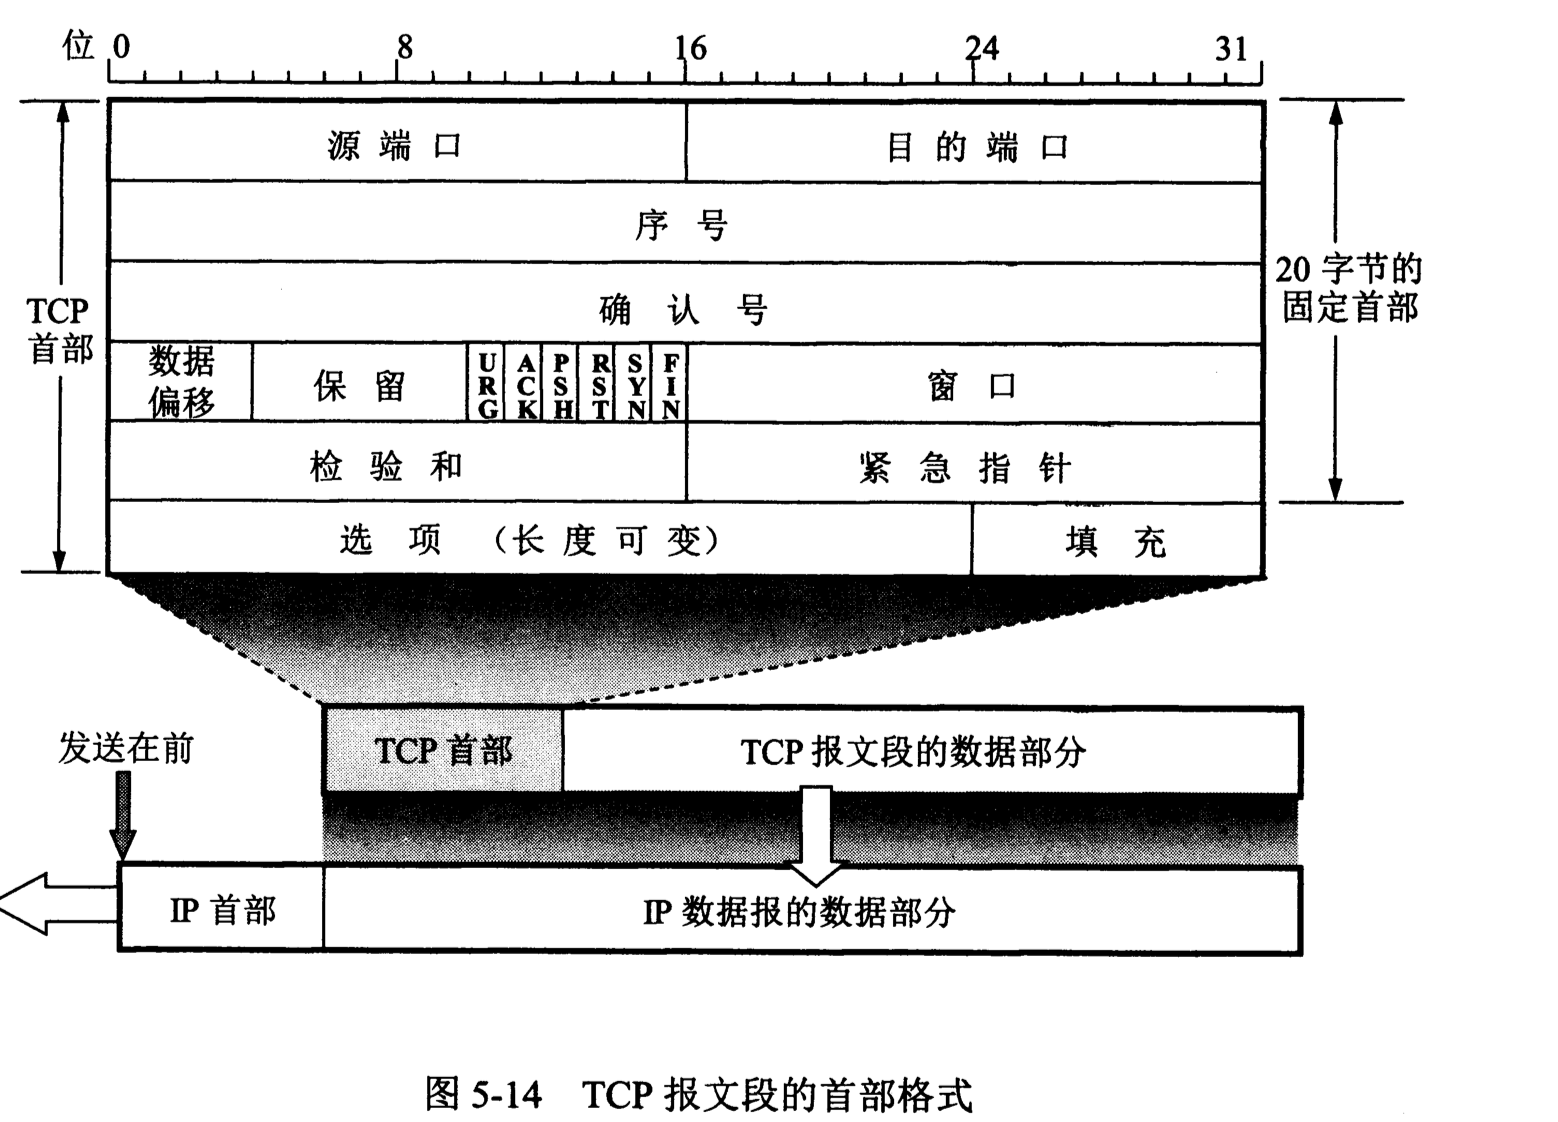 位 0 8 16 24 31
源端口 目的端口
序号
确认号
TCP
首部
20 字节的
固定首部
数据
偏移
保留
URG
ACK
PSH
RST
SYN
FIN
窗口
检验和 紧急指针
选项 （长度可变） 填充
发送在前
TCP 首部 TCP 报文段的数据部分
IP 首部 IP 数据报的数据部分
图 5-14 TCP 报文段的首部格式